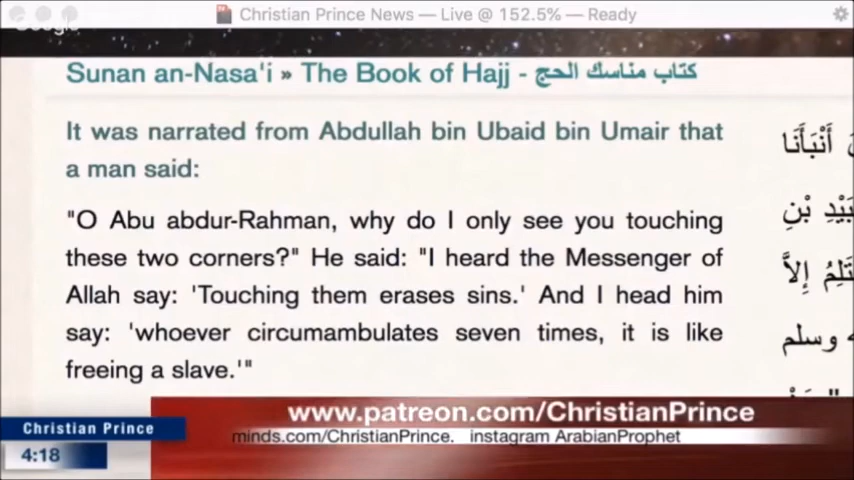 Christian Prince News — Live @ 152.5% — Ready
Google
Sunan an-Nasa'i » The Book of Hajj - كتاب مناسك الحج
It was narrated from Abdullah bin Ubaid bin Umair that
a man said:
"O Abu abdur-Rahman, why do I only see you touching
these two corners?" He said: "I heard the Messenger of
Allah say: 'Touching them erases sins.' And I head him
say: 'whoever circumambulates seven times, it is like
freeing a slave.'"
أَنْبَأَنَا
بْنِ
إِلاَّ
وسلم
www.patreon.com/ChristianPrince
Christian Prince
minds.com/ChristianPrince. instagram ArabianProphet
4:18